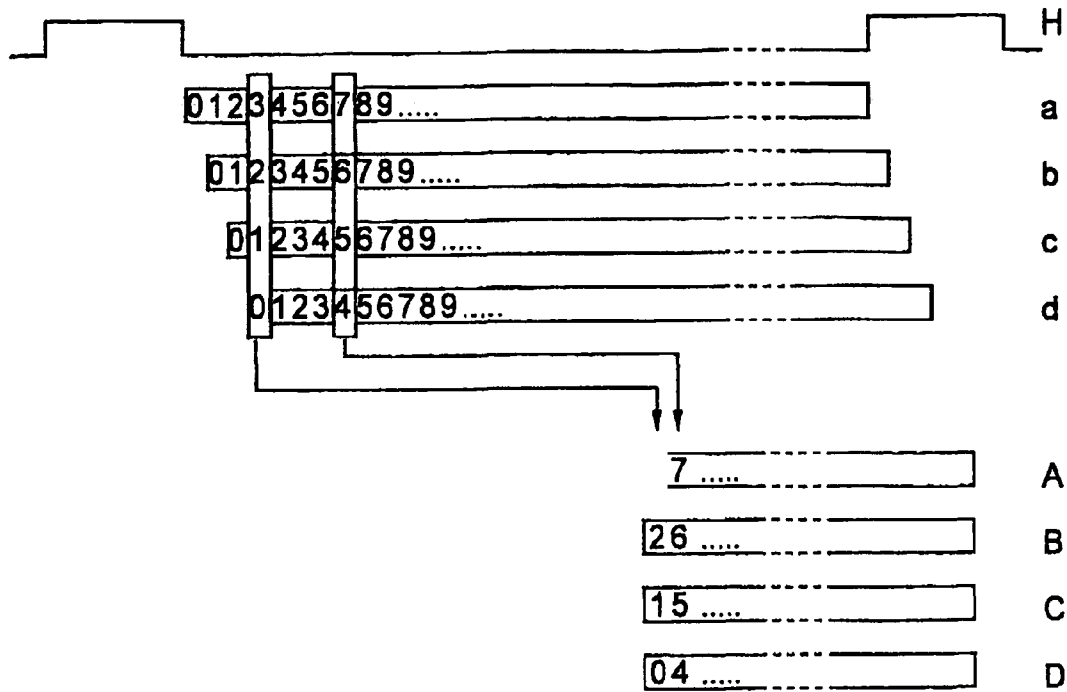 H
0123456789..... a
0123456789..... b
0123456789..... c
0123456789..... d
7..... A
26..... B
15..... C
04..... D